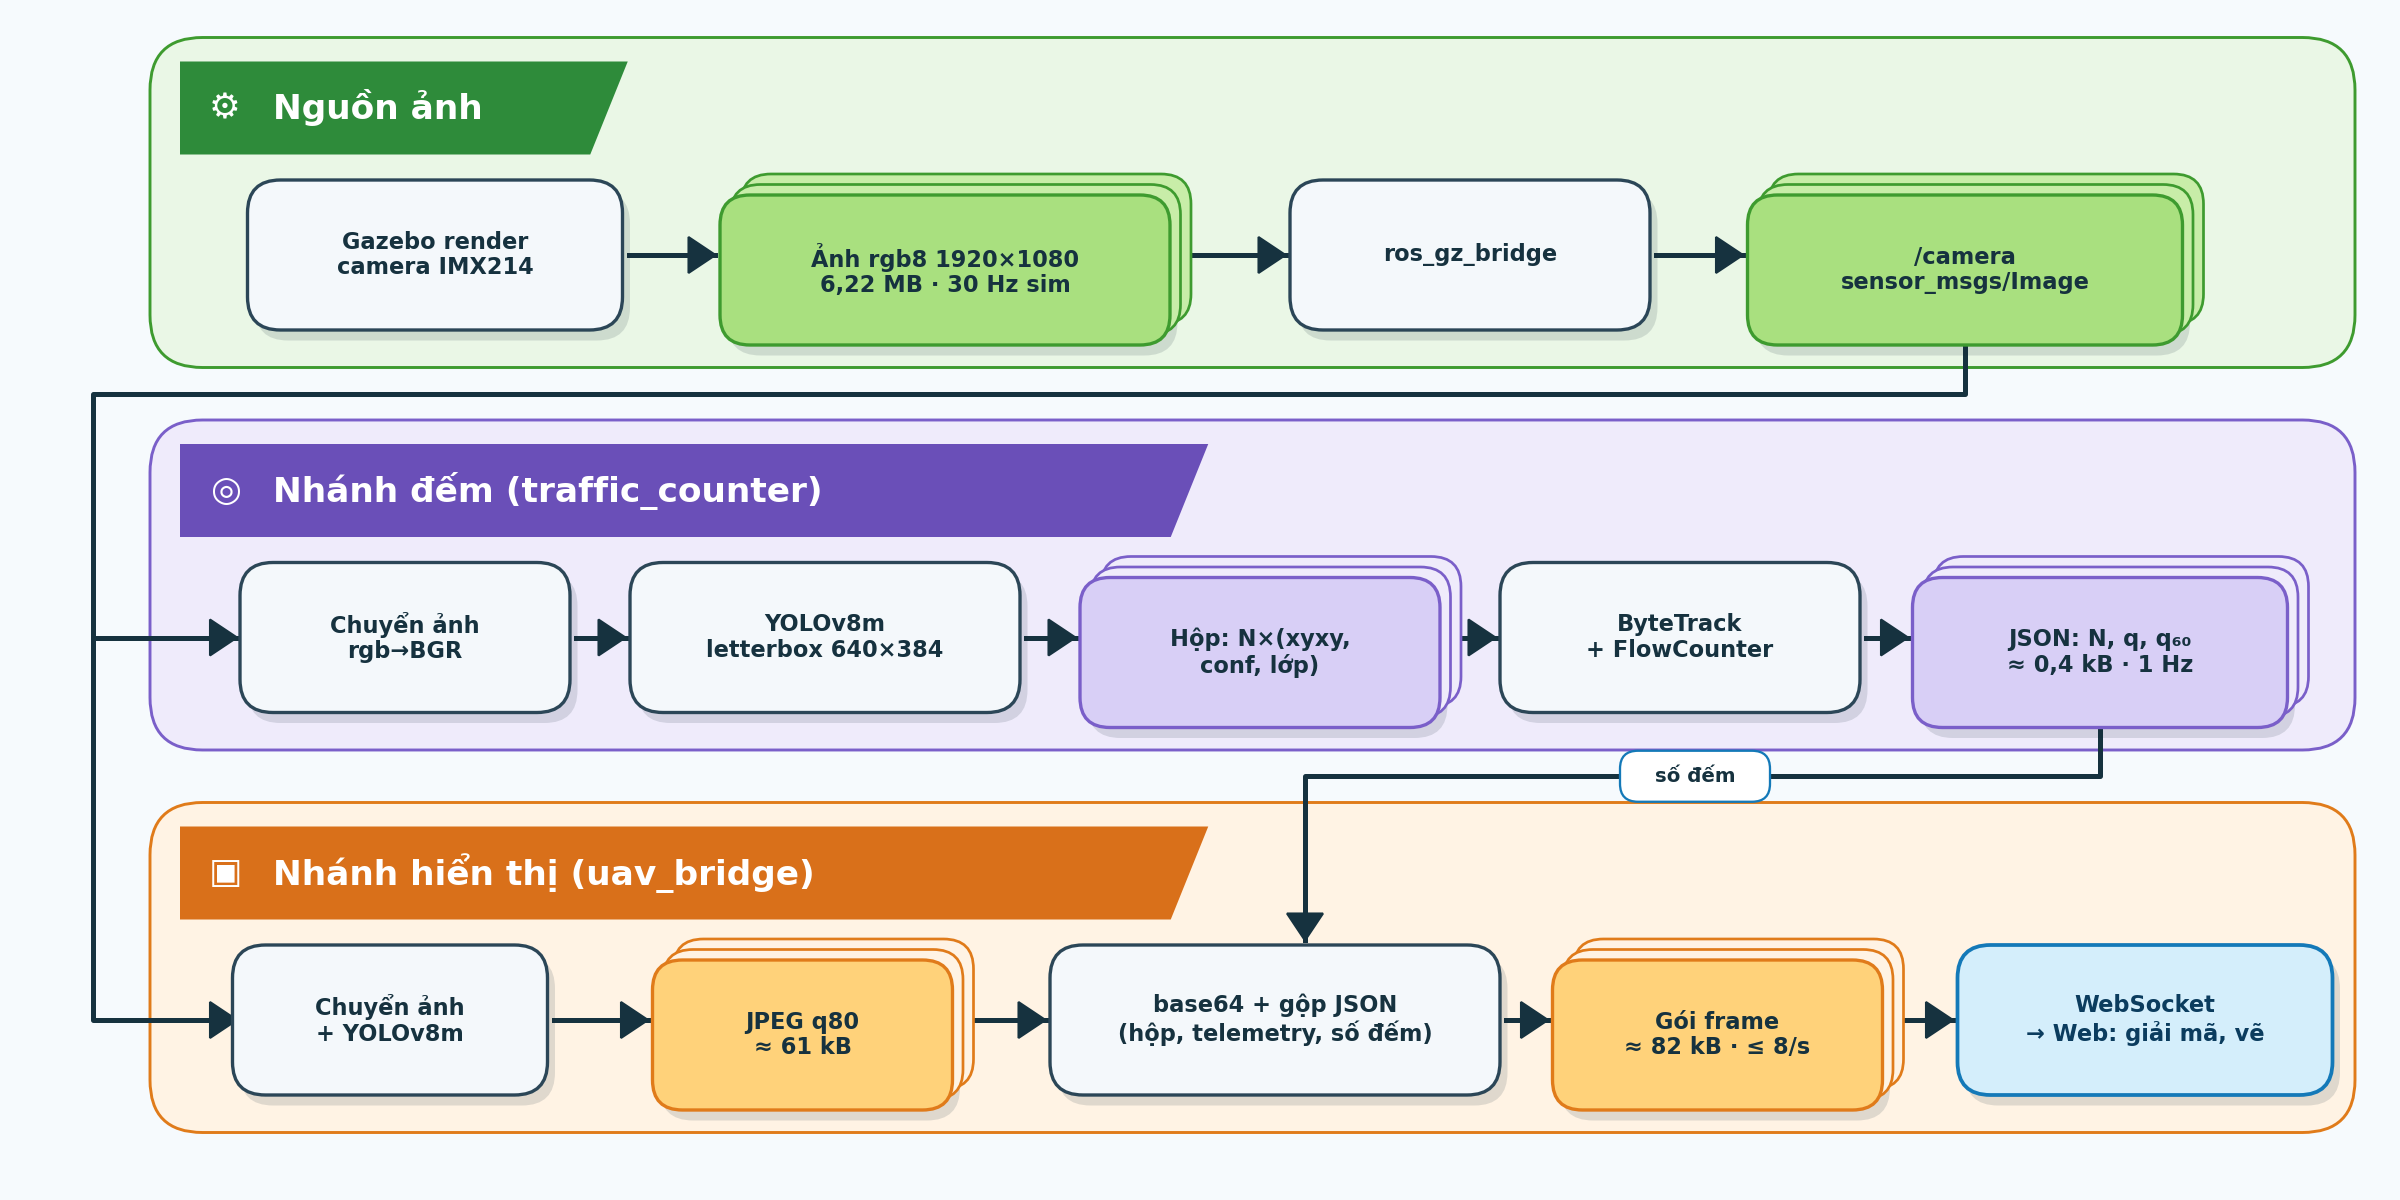 ⚙ Nguồn ảnh
Gazebo render
camera IMX214
Ảnh rgb8 1920×1080
6,22 MB · 30 Hz sim
ros_gz_bridge
/camera
sensor_msgs/Image
◎ Nhánh đếm (traffic_counter)
Chuyển ảnh
rgb→BGR
YOLOv8m
letterbox 640×384
Hộp: N×(xyxy,
conf, lớp)
ByteTrack
+ FlowCounter
JSON: N, q, q₆₀
≈ 0,4 kB · 1 Hz
số đếm
▣ Nhánh hiển thị (uav_bridge)
Chuyển ảnh
+ YOLOv8m
JPEG q80
≈ 61 kB
base64 + gộp JSON
(hộp, telemetry, số đếm)
Gói frame
≈ 82 kB · ≤ 8/s
WebSocket
→ Web: giải mã, vẽ